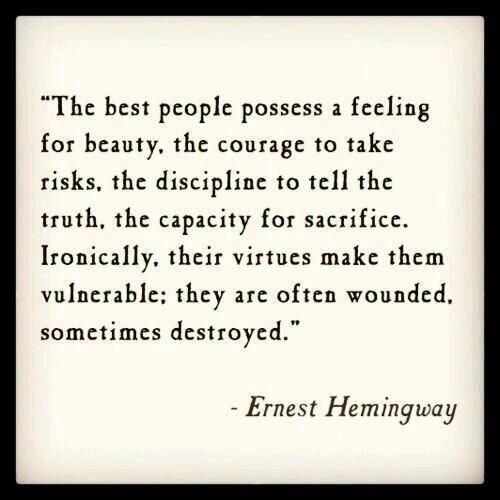 “The best people possess a feeling
for beauty, the courage to take
risks, the discipline to tell the
truth, the capacity for sacrifice.
Ironically, their virtues make them
vulnerable; they are often wounded,
sometimes destroyed.”
- Ernest Hemingway